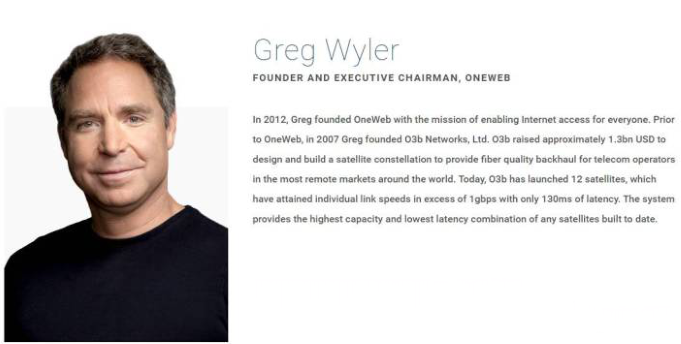 Greg Wyler
FOUNDER AND EXECUTIVE CHAIRMAN, ONEWEB
In 2012, Greg founded OneWeb with the mission of enabling Internet access for everyone. Prior
to OneWeb, in 2007 Greg founded O3b Networks, Ltd. O3b raised approximately 1.3bn USD to
design and build a satellite constellation to provide fiber quality backhaul for telecom operators
in the most remote markets around the world. Today, O3b has launched 12 satellites, which
have attained individual link speeds in excess of 1gbps with only 130ms of latency. The system
provides the highest capacity and lowest latency combination of any satellites built to date.